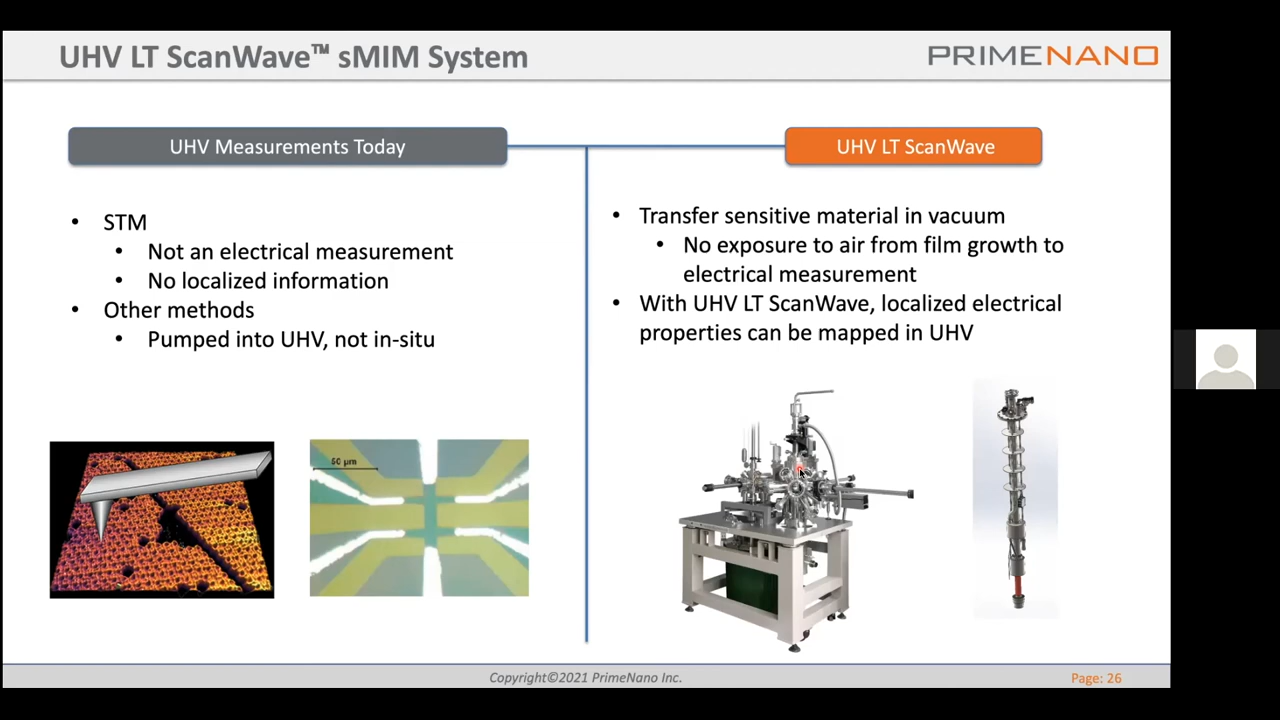 UHV LT ScanWave™ sMIM System
PRIMENANO
UHV Measurements Today
UHV LT ScanWave
• STM
• Not an electrical measurement
• No localized information
• Other methods
• Pumped into UHV, not in-situ
• Transfer sensitive material in vacuum
• No exposure to air from film growth to
electrical measurement
• With UHV LT ScanWave, localized electrical
properties can be mapped in UHV
50 µm
Copyright©2021 PrimeNano Inc.
Page: 26